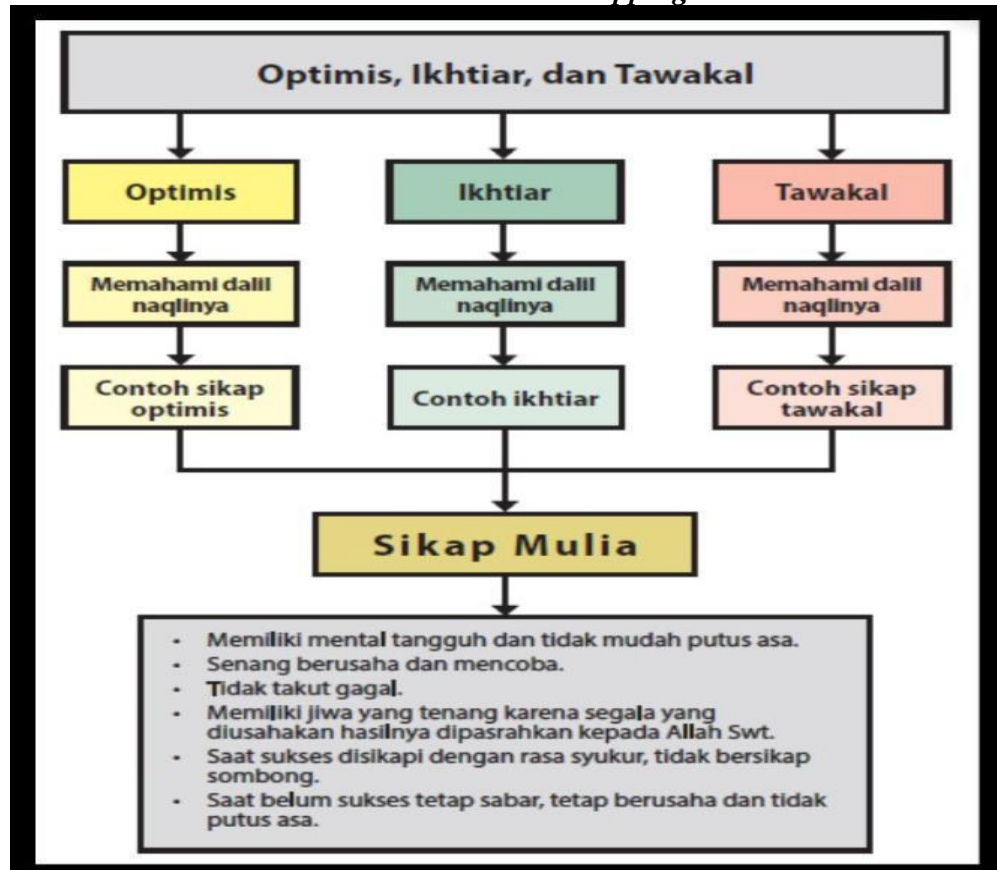 Optimis, Ikhtiar, dan Tawakal
Optimis
Ikhtiar
Tawakal
Memahami dalil
naqlinya
Memahami dalil
naqlinya
Memahami dalil
naqlinya
Contoh sikap
optimis
Contoh ikhtiar
Contoh sikap
tawakal
Sikap Mulia
• Memiliki mental tangguh dan tidak mudah putus asa.
• Senang berusaha dan mencoba.
• Tidak takut gagal.
• Memiliki jiwa yang tenang karena segala yang
diusahakan hasilnya dipasrahkan kepada Allah Swt.
• Saat sukses disikapi dengan rasa syukur, tidak bersikap
sombong.
• Saat belum sukses tetap sabar, tetap berusaha dan tidak
putus asa.